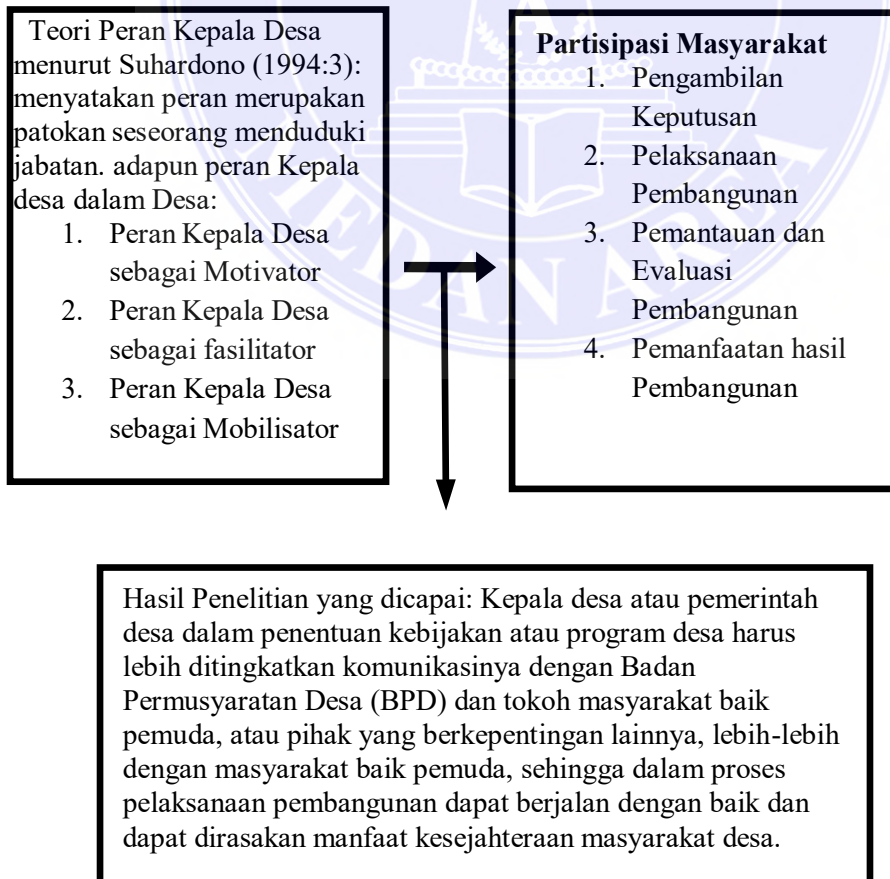 Teori Peran Kepala Desa
menurut Suhardono (1994:3):
menyatakan peran merupakan
patokan seseorang menduduki
jabatan. adapun peran Kepala
desa dalam Desa:
1. Peran Kepala Desa
sebagai Motivator
2. Peran Kepala Desa
sebagai fasilitator
3. Peran Kepala Desa
sebagai Mobilisator
Partisipasi Masyarakat
1. Pengambilan
Keputusan
2. Pelaksanaan
Pembangunan
3. Pemantauan dan
Evaluasi
Pembangunan
4. Pemanfaatan hasil
Pembangunan
Hasil Penelitian yang dicapai: Kepala desa atau pemerintah
desa dalam penentuan kebijakan atau program desa harus
lebih ditingkatkan komunikasinya dengan Badan
Permusyaratan Desa (BPD) dan tokoh masyarakat baik
pemuda, atau pihak yang berkepentingan lainnya, lebih-lebih
dengan masyarakat baik pemuda, sehingga dalam proses
pelaksanaan pembangunan dapat berjalan dengan baik dan
dapat dirasakan manfaat kesejahteraan masyarakat desa.
MEDAN AREA